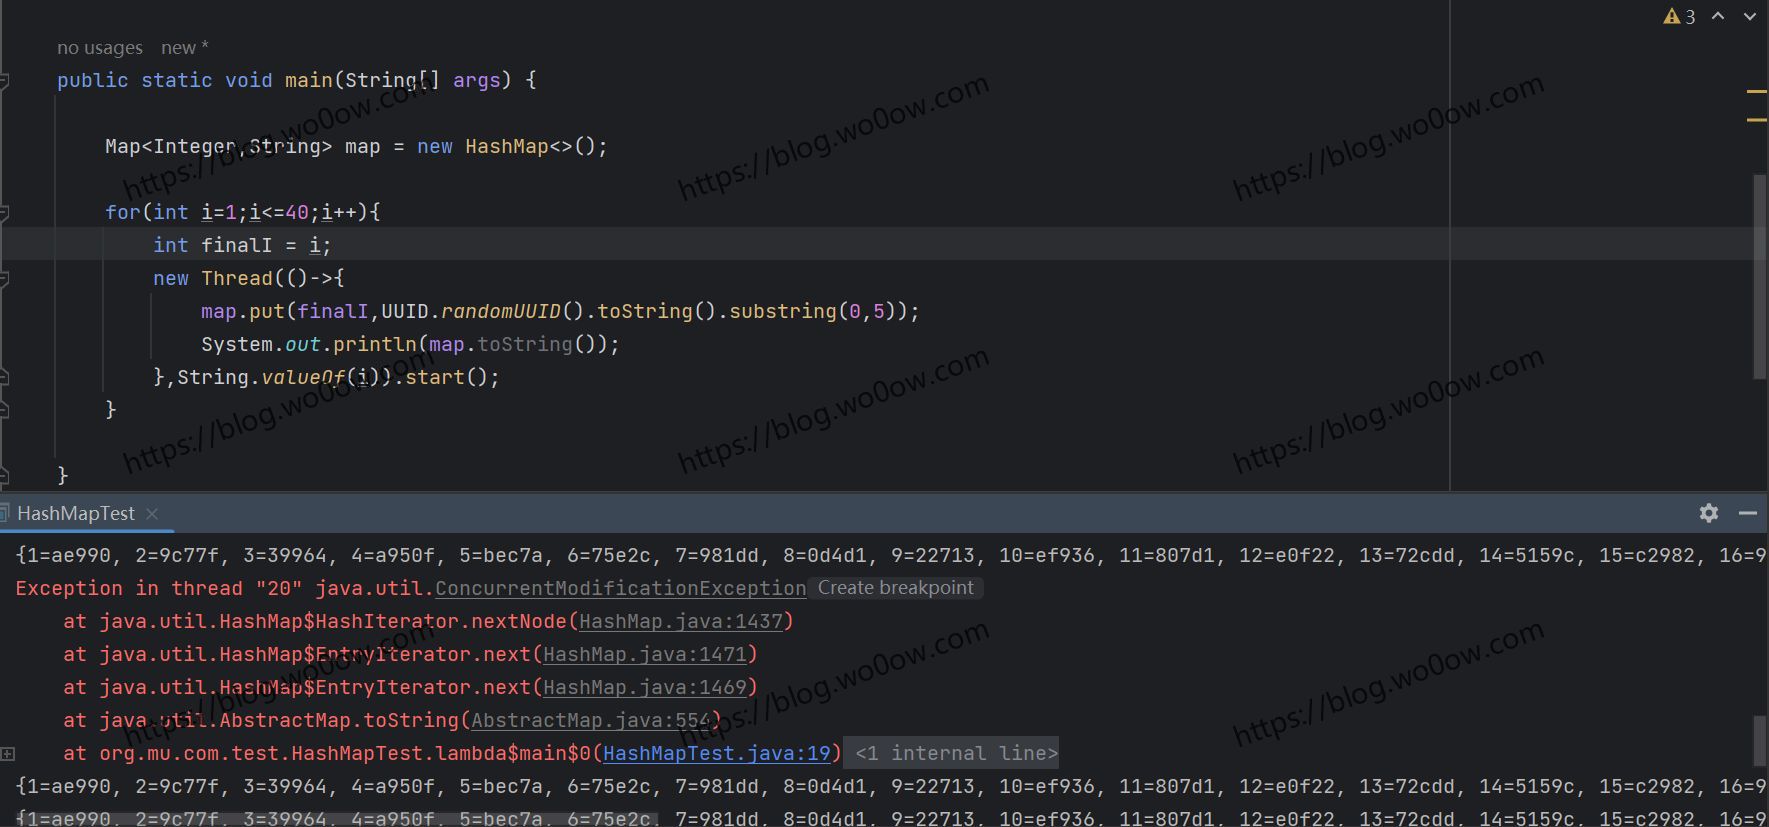 3
no usages new *
public static void main(String[] args) {
Map<Integer,String> map = new HashMap<>();
for(int i=1;i<=40;i++){
int finalI = i;
new Thread(()->{
map.put(finalI,UUID.randomUUID().toString().substring(0,5));
System.out.println(map.toString());
},String.valueOf(i)).start();
}
}
HashMapTest
{1=ae990, 2=9c77f, 3=39964, 4=a950f, 5=bec7a, 6=75e2c, 7=981dd, 8=0d4d1, 9=22713, 10=ef936, 11=807d1, 12=e0f22, 13=72cdd, 14=5159c, 15=c2982, 16=9
Exception in thread "20" java.util.ConcurrentModificationException Create breakpoint
at java.util.HashMap$HashIterator.nextNode(HashMap.java:1437)
at java.util.HashMap$EntryIterator.next(HashMap.java:1471)
at java.util.HashMap$EntryIterator.next(HashMap.java:1469)
at java.util.AbstractMap.toString(AbstractMap.java:554)
at org.mu.com.test.HashMapTest.lambda$main$0(HashMapTest.java:19) <1 internal line>
{1=ae990, 2=9c77f, 3=39964, 4=a950f, 5=bec7a, 6=75e2c, 7=981dd, 8=0d4d1, 9=22713, 10=ef936, 11=807d1, 12=e0f22, 13=72cdd, 14=5159c, 15=c2982, 16=9
{1=ae990, 2=9c77f, 3=39964, 4=a950f, 5=bec7a, 6=75e2c, 7=981dd, 8=0d4d1, 9=22713, 10=ef936, 11=807d1, 12=e0f22, 13=72cdd, 14=5159c, 15=c2982, 16=9
https://blog.wo0ow.com
https://blog.wo0ow.com
https://blog.wo0ow.com
https://blog.wo0ow.com
https://blog.wo0ow.com
https://blog.wo0ow.com
https://blog.wo0ow.com
https://blog.wo0ow.com
https://blog.wo0ow.com